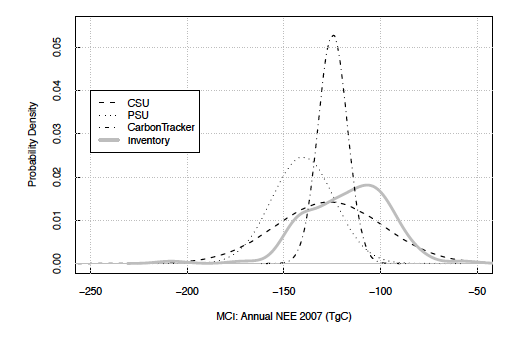 Probability Density
0.05
0.04
0.03
0.02
0.01
0.00
CSU
PSU
CarbonTracker
Inventory
−250 −200 −150 −100 −50
MCI: Annual NEE 2007 (TgC)